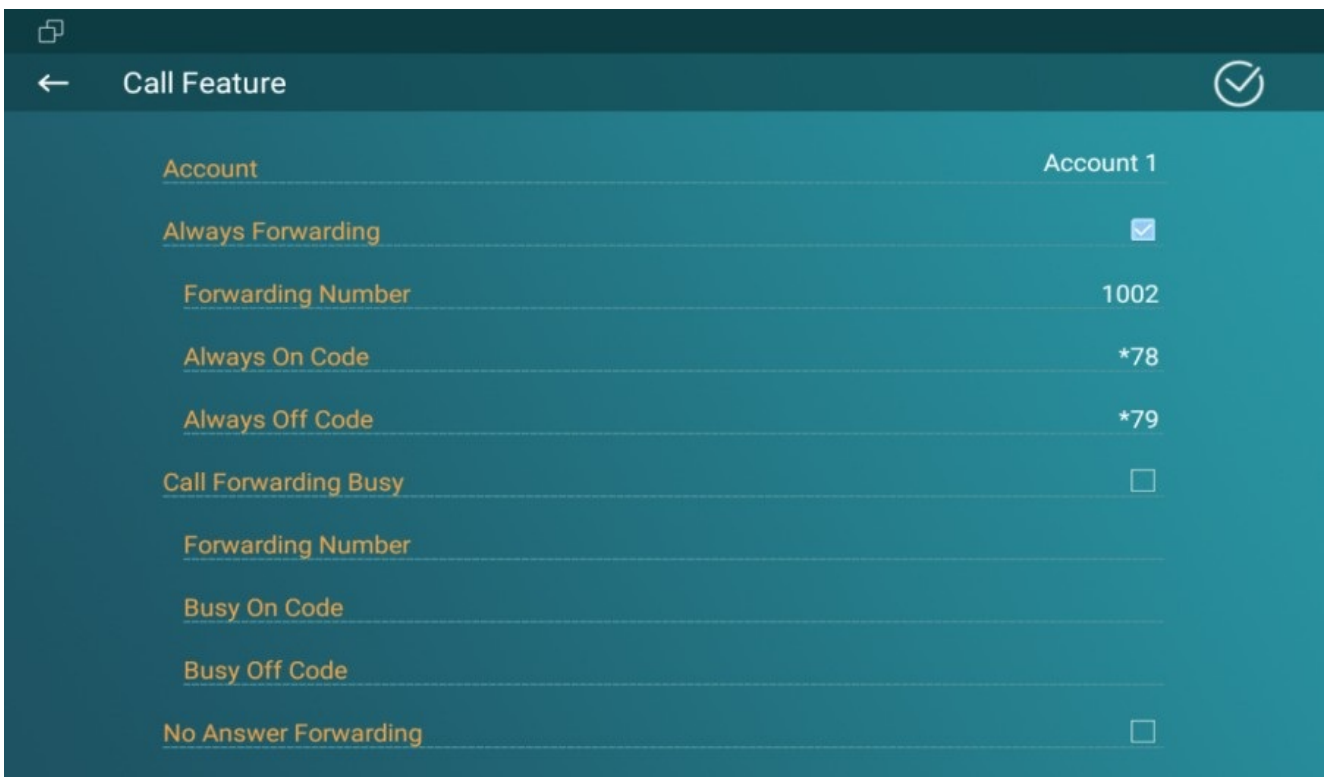 Call Feature
Account Account 1
Always Forwarding
Forwarding Number 1002
Always On Code *78
Always Off Code *79
Call Forwarding Busy
Forwarding Number
Busy On Code
Busy Off Code
No Answer Forwarding